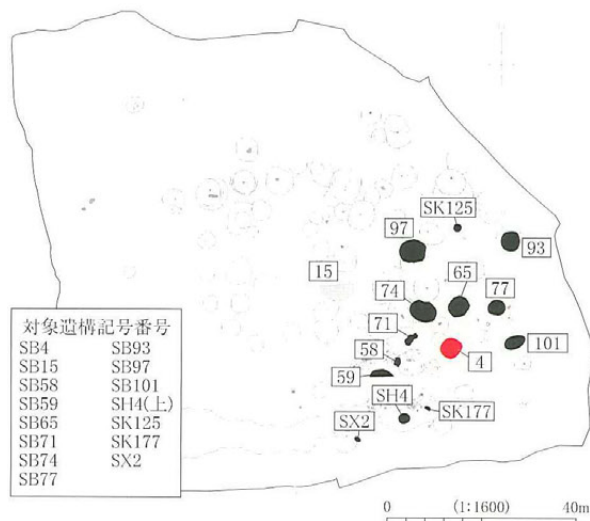 SK125
97
93
15
65
74
77
71
101
58
4
59
SH4
SK177
SX2
対象遺構記号番号
SB4 SB93
SB15 SB97
SB58 SB101
SB59 SH4(上)
SB65 SK125
SB71 SK177
SB74 SX2
SB77
0 (1:1600) 40m